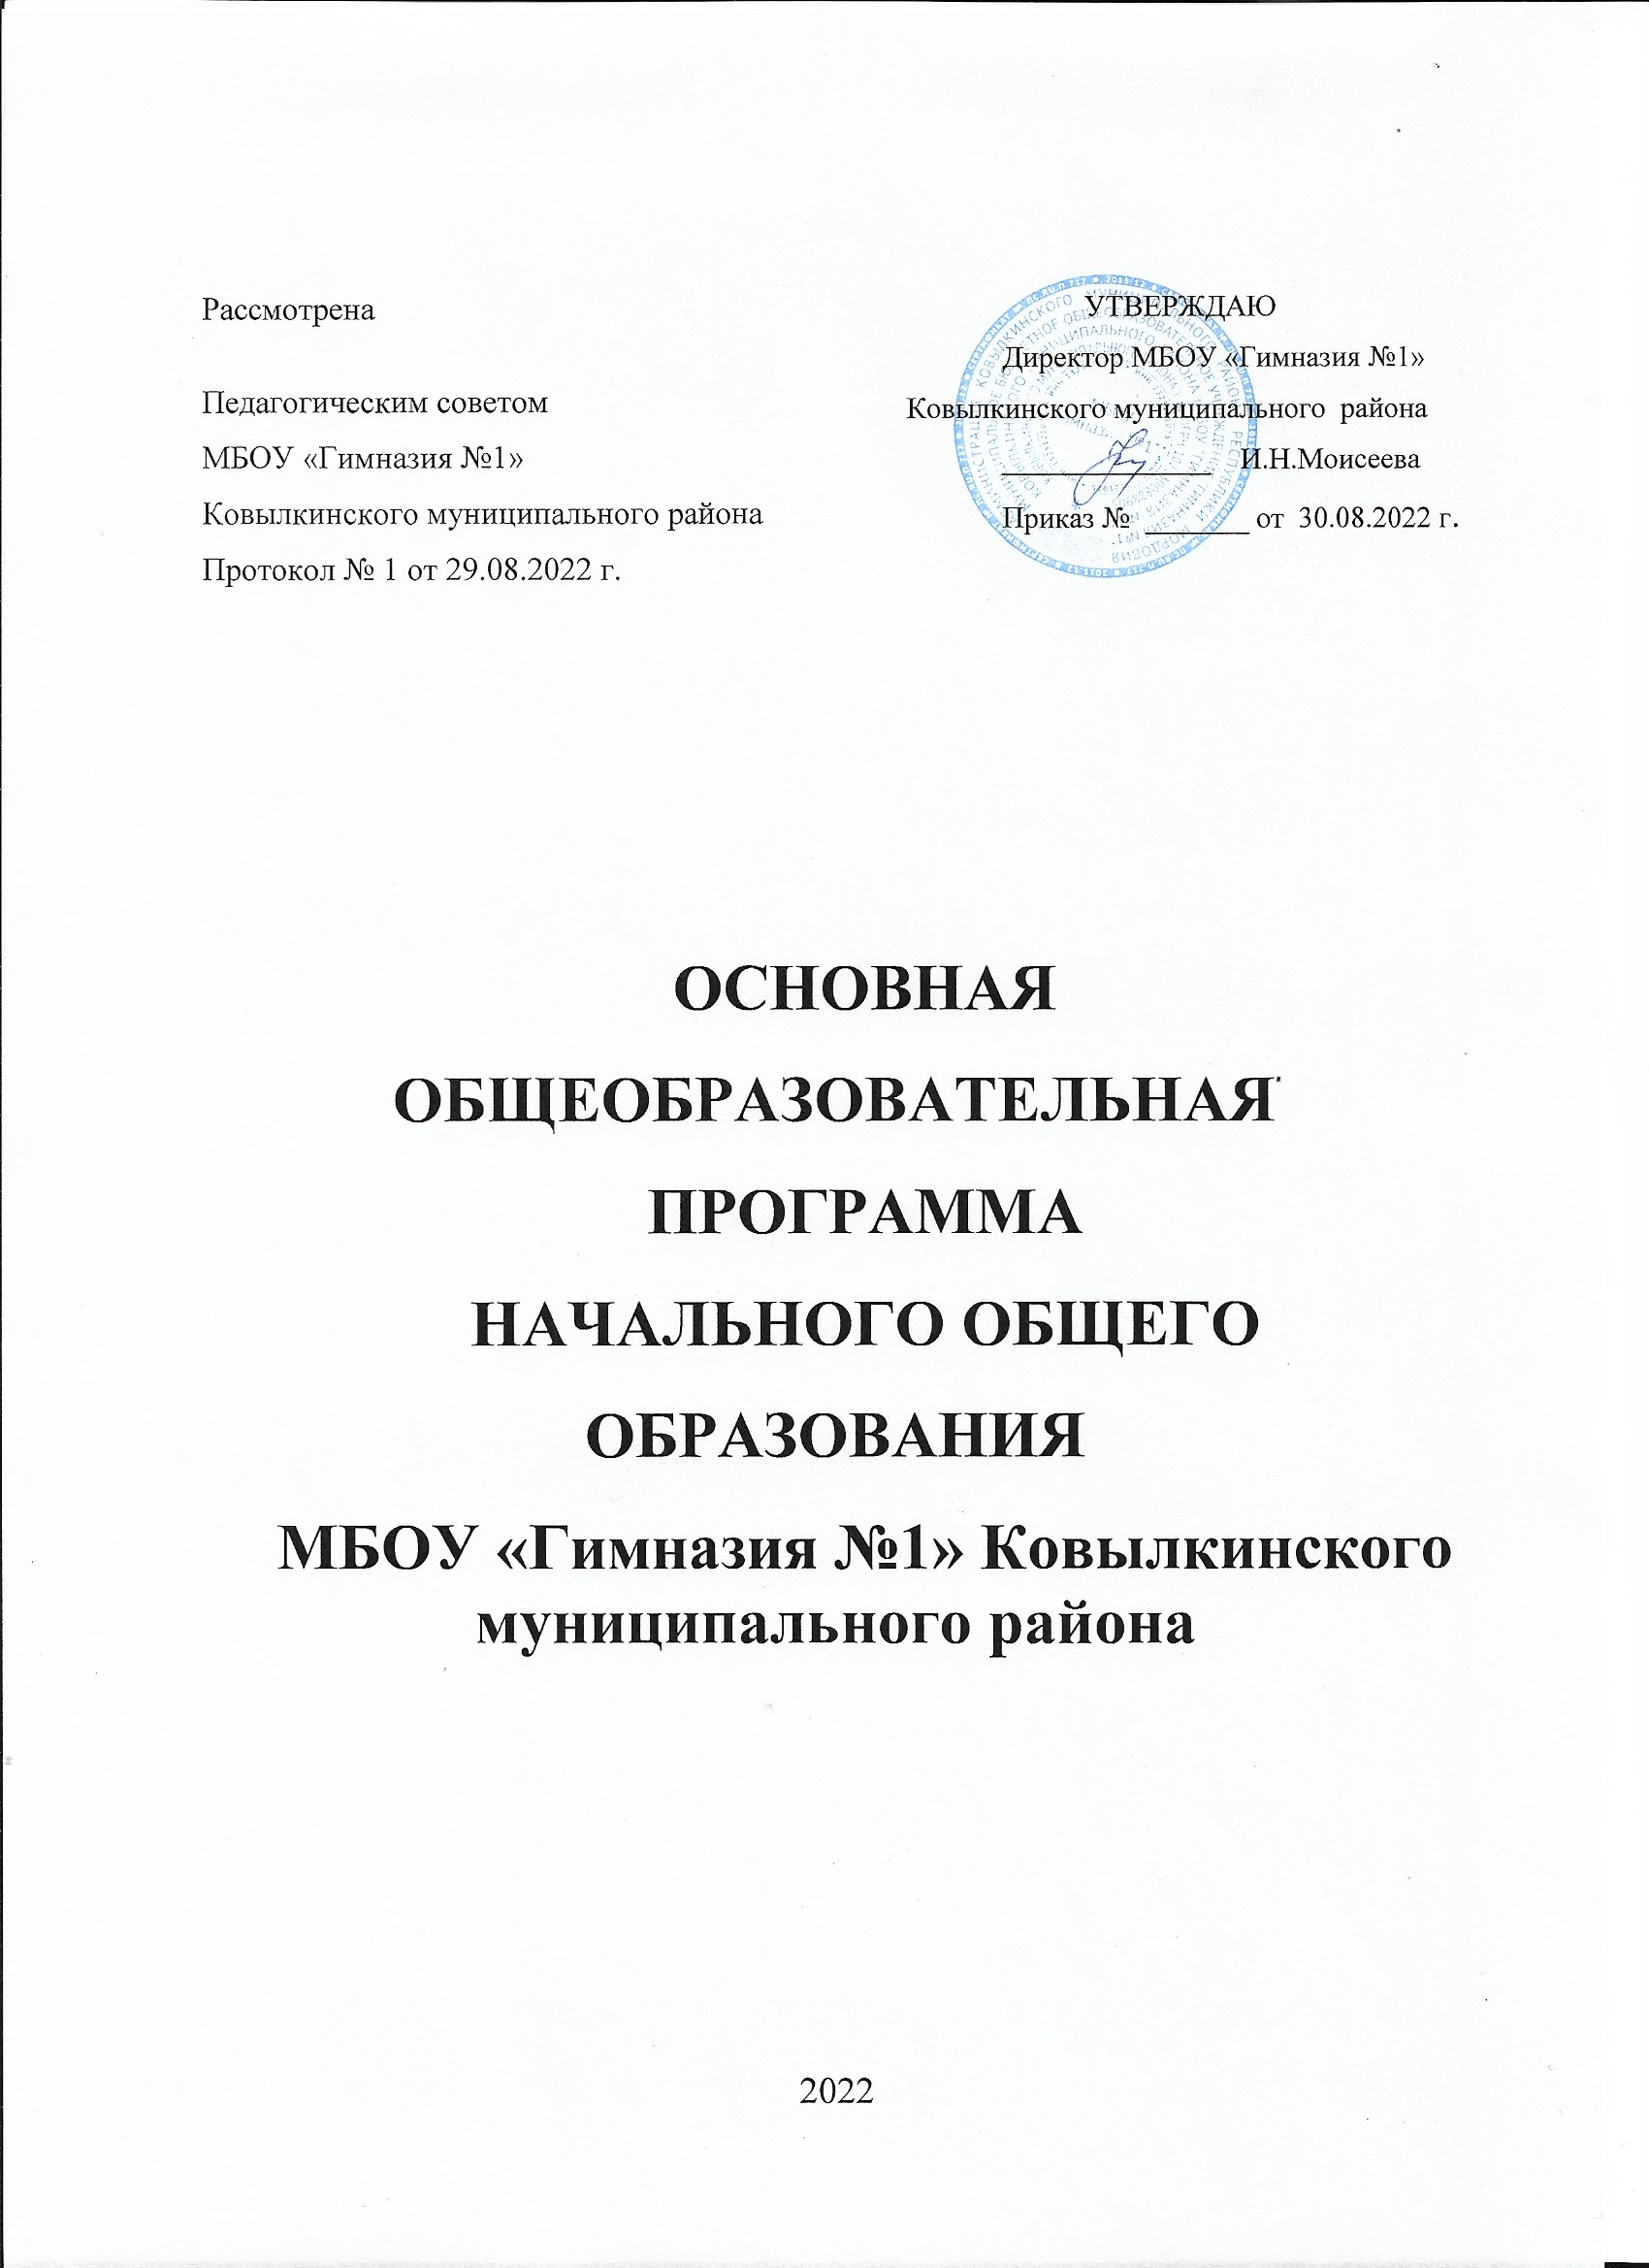 Рассмотрена
Педагогическим советом
МБОУ «Гимназия №1»
Ковылкинского муниципального района
Протокол № 1 от 29.08.2022 г.
УТВЕРЖДАЮ
Директор МБОУ «Гимназия №1»
Ковылкинского муниципального района
И.Н.Моисеева
Приказ № ________ от 30.08.2022 г.
ОСНОВНАЯ
ОБЩЕОБРАЗОВАТЕЛЬНАЯ
ПРОГРАММА
НАЧАЛЬНОГО ОБЩЕГО
ОБРАЗОВАНИЯ
МБОУ «Гимназия №1» Ковылкинского
муниципального района
2022